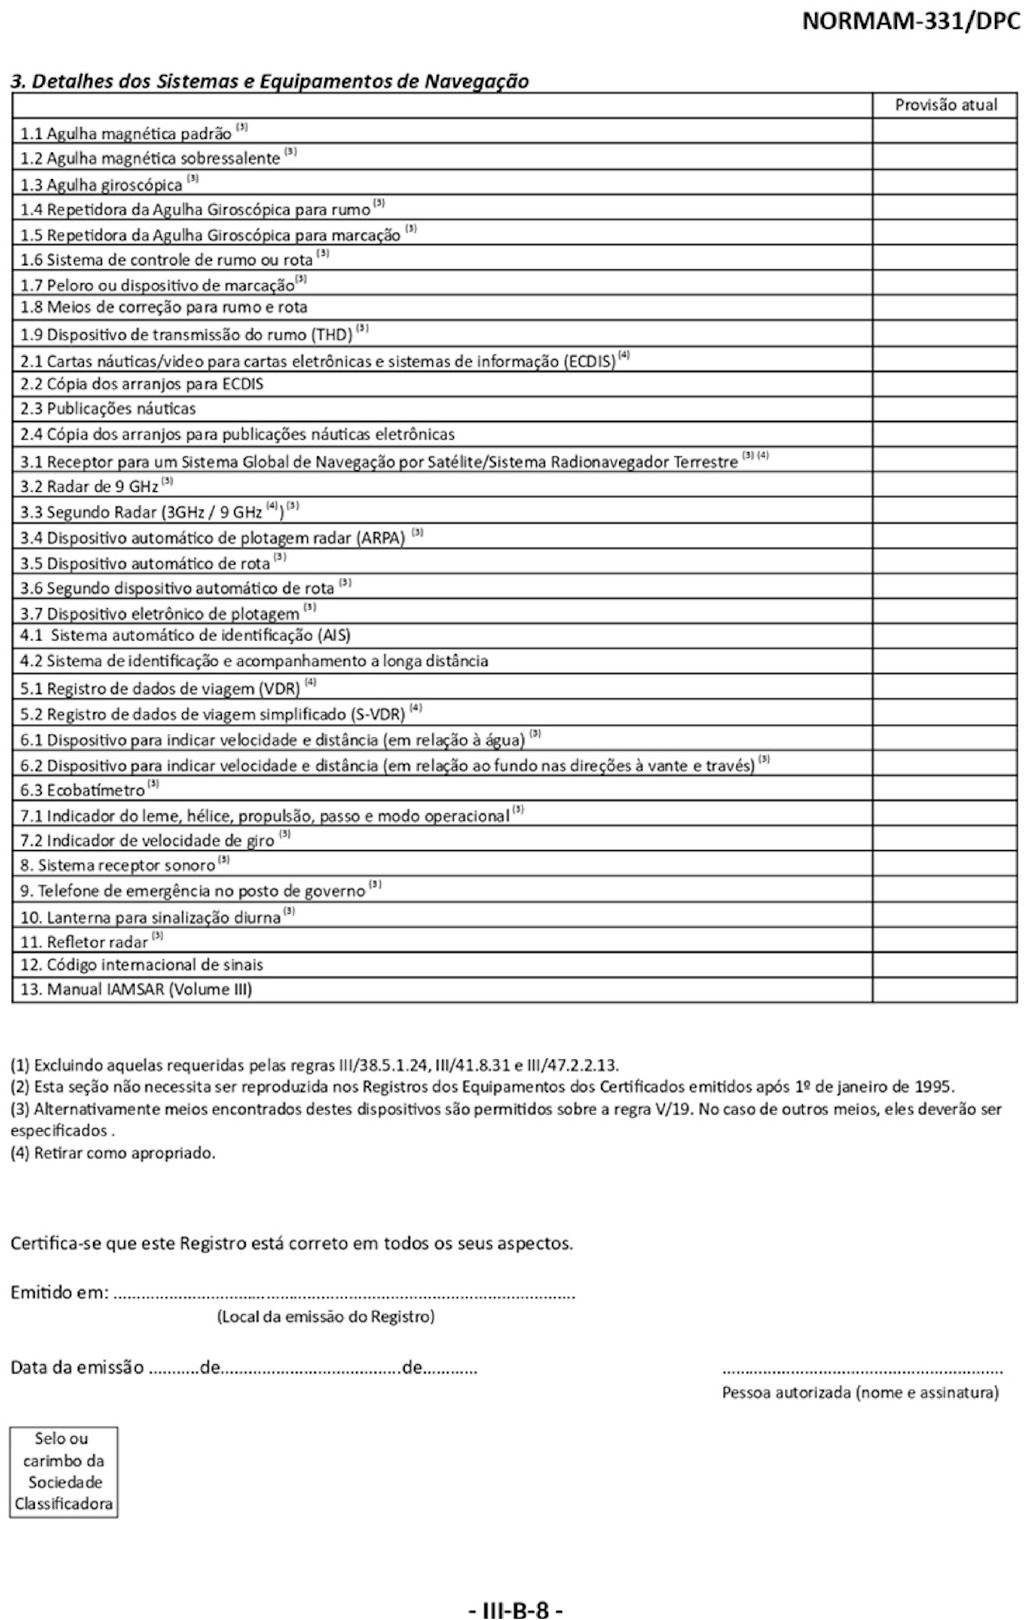 NORMAM-331/DPC
3. Detalhes dos Sistemas e Equipamentos de Navegação
Provisão atual
1.1 Agulha magnética padrão (3)
1.2 Agulha magnética sobressalente (3)
1.3 Agulha giroscópica (3)
1.4 Repetidora da Agulha Giroscópica para rumo (3)
1.5 Repetidora da Agulha Giroscópica para marcação (3)
1.6 Sistema de controle de rumo ou rota (3)
1.7 Peloro ou dispositivo de marcação(3)
1.8 Meios de correção para rumo e rota
1.9 Dispositivo de transmissão do rumo (THD) (3)
2.1 Cartas náuticas/video para cartas eletrônicas e sistemas de informação (ECDIS) (4)
2.2 Cópia dos arranjos para ECDIS
2.3 Publicações náuticas
2.4 Cópia dos arranjos para publicações náuticas eletrônicas
3.1 Receptor para um Sistema Global de Navegação por Satélite/Sistema Radionavegador Terrestre (3) (4)
3.2 Radar de 9 GHz (3)
3.3 Segundo Radar (3GHz / 9 GHz (4)) (3)
3.4 Dispositivo automático de plotagem radar (ARPA) (3)
3.5 Dispositivo automático de rota (3)
3.6 Segundo dispositivo automático de rota (3)
3.7 Dispositivo eletrônico de plotagem (3)
4.1 Sistema automático de identificação (AIS)
4.2 Sistema de identificação e acompanhamento a longa distância
5.1 Registro de dados de viagem (VDR) (4)
5.2 Registro de dados de viagem simplificado (S-VDR) (4)
6.1 Dispositivo para indicar velocidade e distância (em relação à água) (3)
6.2 Dispositivo para indicar velocidade e distância (em relação ao fundo nas direções à vante e través) (3)
6.3 Ecobatímetro (3)
7.1 Indicador do leme, hélice, propulsão, passo e modo operacional (3)
7.2 Indicador de velocidade de giro (3)
8. Sistema receptor sonoro (3)
9. Telefone de emergência no posto de governo (3)
10. Lanterna para sinalização diurna (3)
11. Refletor radar (3)
12. Código internacional de sinais
13. Manual IAMSAR (Volume III)
(1) Excluindo aquelas requeridas pelas regras III/38.5.1.24, III/41.8.31 e III/47.2.2.13.
(2) Esta seção não necessita ser reproduzida nos Registros dos Equipamentos dos Certificados emitidos após 1º de janeiro de 1995.
(3) Alternativamente meios encontrados destes dispositivos são permitidos sobre a regra V/19. No caso de outros meios, eles deverão ser
especificados .
(4) Retirar como apropriado.
Certifica-se que este Registro está correto em todos os seus aspectos.
Emitido em: ....................................................................................................
(Local da emissão do Registro)
Data da emissão ...........de.......................................de............
.............................................................
Pessoa autorizada (nome e assinatura)
Selo ou
carimbo da
Sociedade
Classificadora
- III-B-8 -